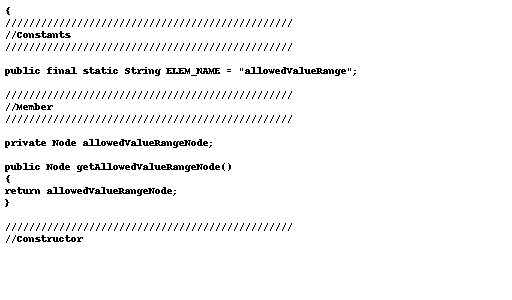 {
////////////////////////////////////////////////
//Constants
////////////////////////////////////////////////
public final static String ELEM_NAME = "allowedValueRange";
////////////////////////////////////////////////
//Member
////////////////////////////////////////////////
private Node allowedValueRangeNode;
public Node getAllowedValueRangeNode()
{
return allowedValueRangeNode;
}
////////////////////////////////////////////////
//Constructor